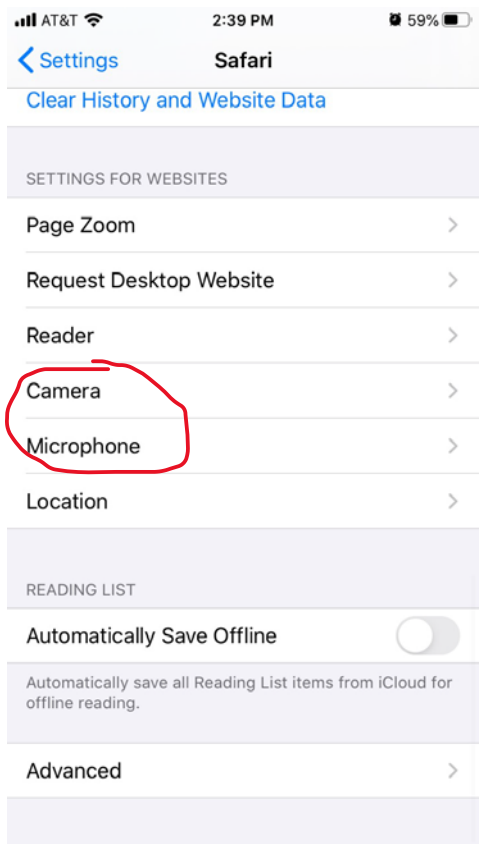 AT&T 2:39 PM 59%
Settings Safari
Clear History and Website Data
SETTINGS FOR WEBSITES
Page Zoom
Request Desktop Website
Reader
Camera
Microphone
Location
READING LIST
Automatically Save Offline
Automatically save all Reading List items from iCloud for
offline reading.
Advanced